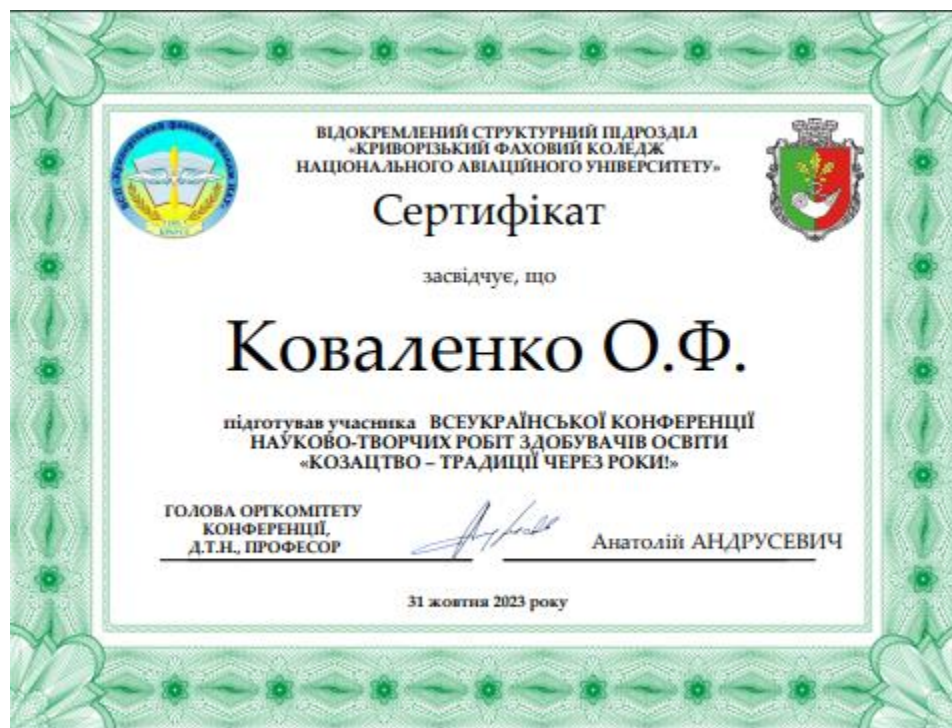 ВІДОКРЕМЛЕНИЙ СТРУКТУРНИЙ ПІДРОЗДІЛ
«КРИВОРІЗЬКИЙ ФАХОВИЙ КОЛЕДЖ
НАЦІОНАЛЬНОГО АВІАЦІЙНОГО УНІВЕРСИТЕТУ»
Сертифікат
засвідчує, що
Коваленко О.Ф.
підготував учасника ВСЕУКРАЇНСЬКОЇ КОНФЕРЕНЦІЇ
НАУКОВО-ТВОРЧИХ РОБІТ ЗДОБУВАЧІВ ОСВІТИ
«КОЗАЦТВО – ТРАДИЦІЇ ЧЕРЕЗ РОКИ!»
ГОЛОВА ОРГКОМІТЕТУ
КОНФЕРЕНЦІЇ,
Д.Т.Н., ПРОФЕСОР
Анатолій АНДРУСЕВИЧ
31 жовтня 2023 року